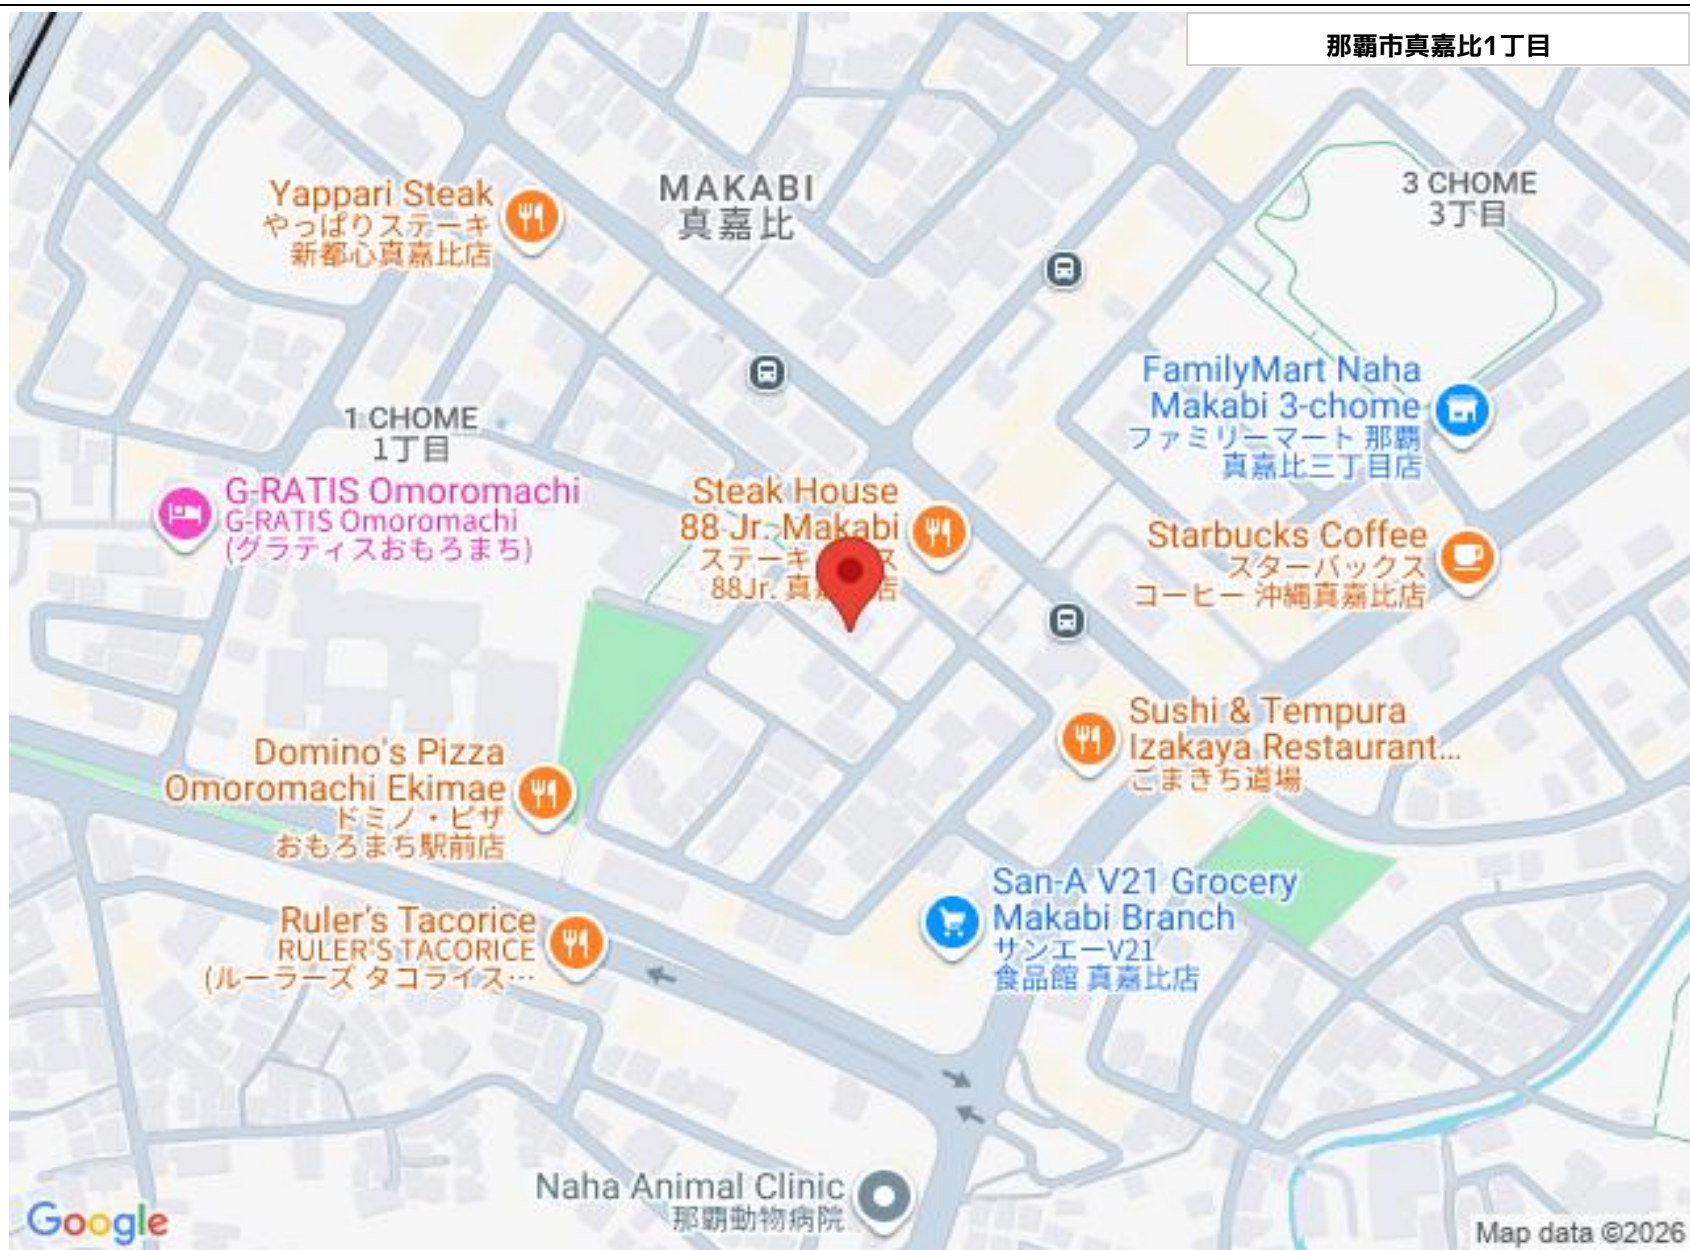 那覇市真嘉比1丁目
Yappari Steak
やっぱりステーキ
新都心真嘉比店
MAKABI
真嘉比
3 CHOME
3丁目
FamilyMart Naha
Makabi 3-chome
ファミリーマート 那覇
真嘉比三丁目店
1 CHOME
1丁目
G-RATIS Omoromachi
G-RATIS Omoromachi
(グラティスおもろまち)
Steak House
88 Jr. Makabi
ステーキ ス
88Jr. 真 店
Starbucks Coffee
スターバックス
コーヒー 沖縄真嘉比店
Sushi & Tempura
Izakaya Restaurant...
ごまきち道場
Domino's Pizza
Omoromachi Ekimae
ドミノ・ピザ
おもろまち駅前店
San-A V21 Grocery
Makabi Branch
サンエーV21
食品館 真嘉比店
Ruler's Tacorice
RULER'S TACORICE
(ルーラーズ タコライス…
Naha Animal Clinic
那覇動物病院
Google
Map data ©2026